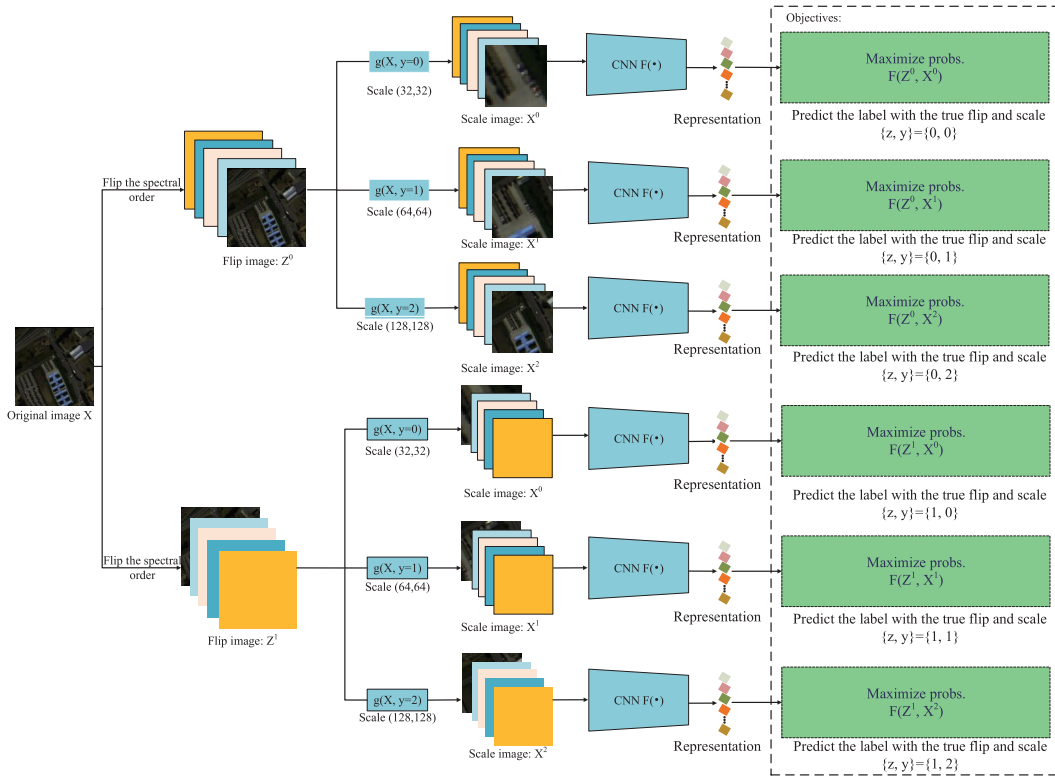 Objectives:
g(X, y=0)
Scale (32,32)
Scale image: X⁰
CNN F(•)
Representation
Maximize probs.
F(Z⁰, X⁰)
Predict the label with the true flip and scale
{z, y}={0, 0}
Flip the spectral
order
Flip image: Z⁰
g(X, y=1)
Scale (64,64)
Scale image: X¹
CNN F(•)
Representation
Maximize probs.
F(Z⁰, X¹)
Predict the label with the true flip and scale
{z, y}={0, 1}
g(X, y=2)
Scale (128,128)
Scale image: X²
CNN F(•)
Representation
Maximize probs.
F(Z⁰, X²)
Predict the label with the true flip and scale
{z, y}={0, 2}
Original image X
g(X, y=0)
Scale (32,32)
Scale image: X⁰
CNN F(•)
Representation
Maximize probs.
F(Z¹, X⁰)
Predict the label with the true flip and scale
{z, y}={1, 0}
Flip the spectral
order
Flip image: Z¹
g(X, y=1)
Scale (64,64)
Scale image: X¹
CNN F(•)
Representation
Maximize probs.
F(Z¹, X¹)
Predict the label with the true flip and scale
{z, y}={1, 1}
g(X, y=2)
Scale (128,128)
Scale image: X²
CNN F(•)
Representation
Maximize probs.
F(Z¹, X²)
Predict the label with the true flip and scale
{z, y}={1, 2}